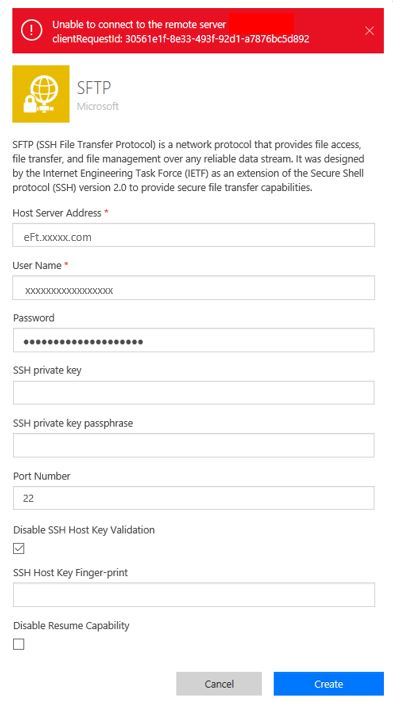 Unable to connect to the remote server
clientRequestId: 30561e1f-8e33-493f-92d1-a7876bc5d892
SFTP
Microsoft
SFTP (SSH File Transfer Protocol) is a network protocol that provides file access,
file transfer, and file management over any reliable data stream. It was designed
by the Internet Engineering Task Force (IETF) as an extension of the Secure Shell
protocol (SSH) version 2.0 to provide secure file transfer capabilities.
Host Server Address *
eFt.xxxxx.com
User Name *
xxxxxxxxxxxxxxxxx
Password
••••••••••••••••••••
SSH private key
SSH private key passphrase
Port Number
22
Disable SSH Host Key Validation
SSH Host Key Finger-print
Disable Resume Capability
Cancel Create